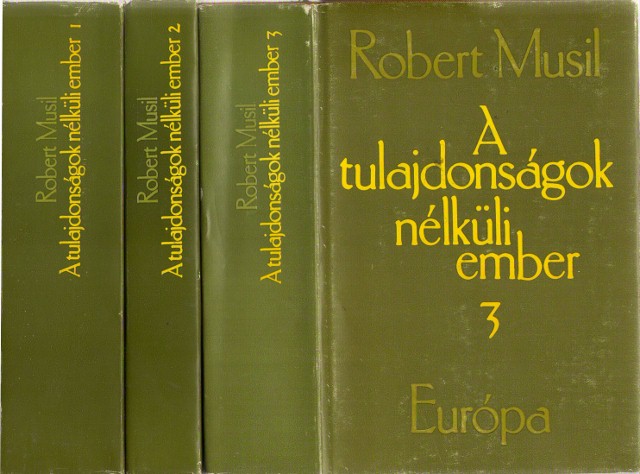 Robert Musil
A tulajdonságok nélküli ember 1
Robert Musil
A tulajdonságok nélküli ember 2
Robert Musil
A tulajdonságok nélküli ember 3
Robert Musil
A
tulajdonságok
nélküli
ember
3
Európa